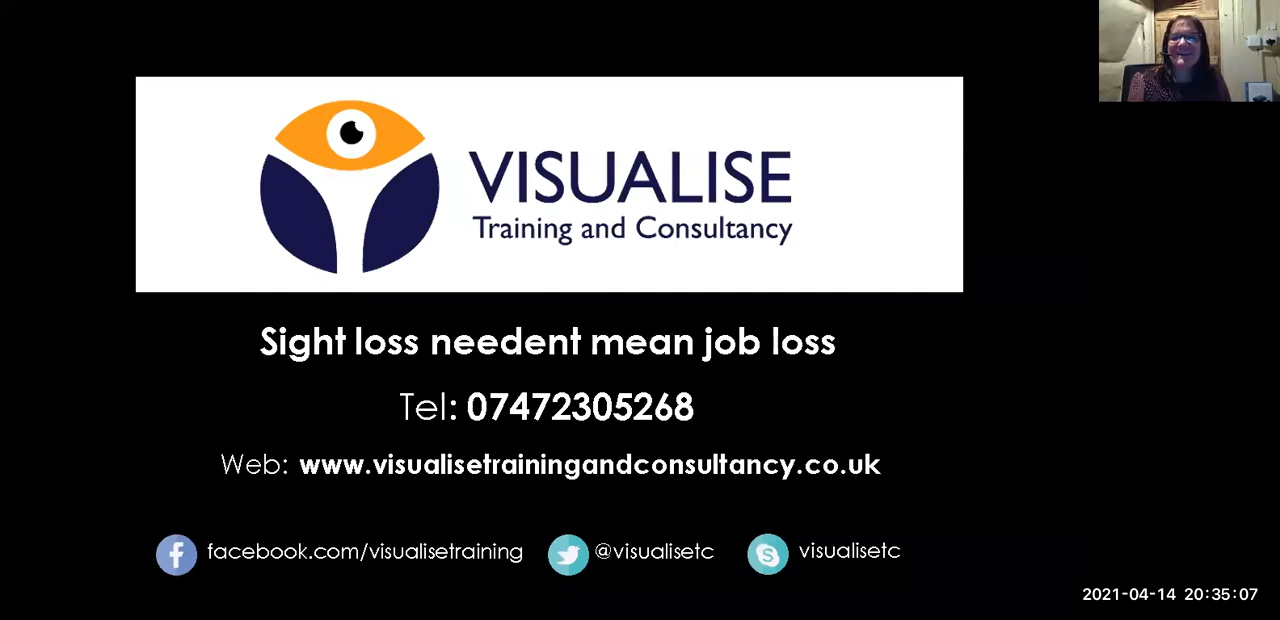 VISUALISE
Training and Consultancy
Sight loss needent mean job loss
Tel: 07472305268
Web: www.visualisetrainingandconsultancy.co.uk
facebook.com/visualisetraining @visualisetc visualisetc
2021-04-14 20:35:07